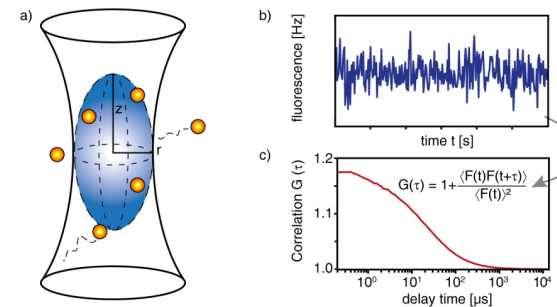 a)
z
r
b)
fluorescence [Hz]
time t [s]
c)
Correlation G (τ)
1.2
1.1
1.0
G(τ) = 1+ ⟨F(t)F(t+τ)⟩ / ⟨F(t)⟩²
10⁰ 10¹ 10² 10³ 10⁴
delay time [µs]